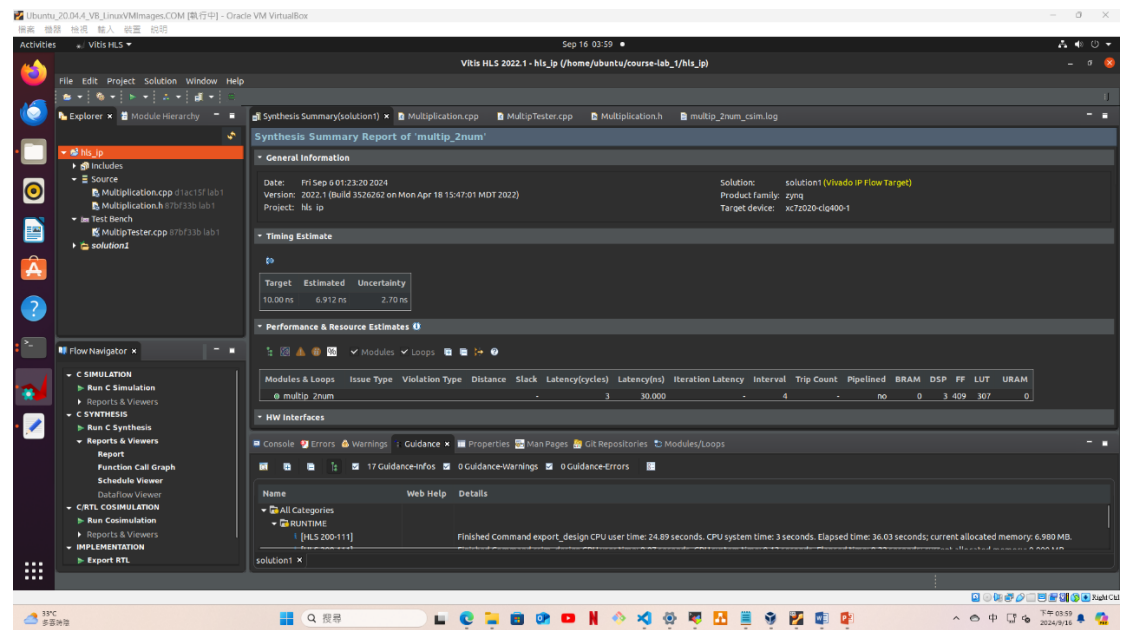 Ubuntu_20.04.4_VB_LinuxVMImages.COM [執行中] - Oracle VM VirtualBox
檔案 機器 檢視 輸入 裝置 說明
Activities Vitis HLS Sep 16 03:59
Vitis HLS 2022.1 - hls_ip (/home/ubuntu/course-lab_1/hls_ip)
File Edit Project Solution Window Help
Explorer Module Hierarchy
hls_ip
Includes
Source
Multiplication.cpp d1ac15f lab1
Multiplication.h 87bf33b lab1
Test Bench
MultipTester.cpp 87bf33b lab1
solution1
Flow Navigator
C SIMULATION
Run C Simulation
Reports & Viewers
C SYNTHESIS
Run C Synthesis
Reports & Viewers
Report
Function Call Graph
Schedule Viewer
Dataflow Viewer
C/RTL COSIMULATION
Run Cosimulation
Reports & Viewers
IMPLEMENTATION
Export RTL
Synthesis Summary(solution1) Multiplication.cpp MultipTester.cpp Multiplication.h multip_2num_csim.log
Synthesis Summary Report of 'multip_2num'
General Information
Date: Fri Sep 6 01:23:20 2024 Solution: solution1 (Vivado IP Flow Target)
Version: 2022.1 (Build 3526262 on Mon Apr 18 15:47:01 MDT 2022) Product family: zynq
Project: hls_ip Target device: xc7z020-clg400-1
Timing Estimate
Target Estimated Uncertainty
10.00 ns 6.912 ns 2.70 ns
Performance & Resource Estimates
Modules Loops
Modules & Loops Issue Type Violation Type Distance Slack Latency(cycles) Latency(ns) Iteration Latency Interval Trip Count Pipelined BRAM DSP FF LUT URAM
multip_2num - 3 30.000 - 4 - no 0 3 409 307 0
HW Interfaces
Console Errors Warnings Guidance Properties Man Pages Git Repositories Modules/Loops
17 Guidance-Infos 0 Guidance-Warnings 0 Guidance-Errors
Name Web Help Details
All Categories
RUNTIME
[HLS 200-111] Finished Command export_design CPU user time: 24.89 seconds. CPU system time: 3 seconds. Elapsed time: 36.03 seconds; current allocated memory: 6.980 MB.
solution1
Right Ctrl
33°C
搜尋
中
下午 03:59
2024/9/16